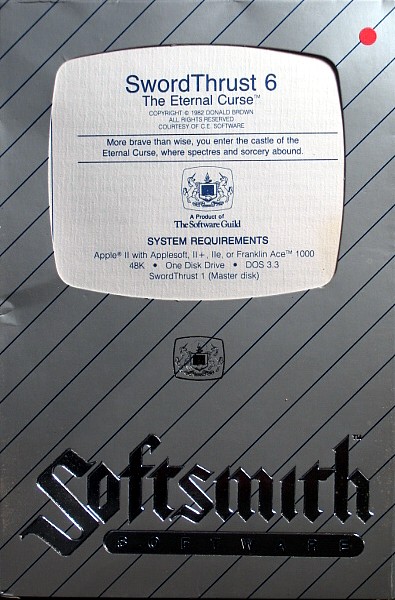 SwordThrust 6
The Eternal Curse™
COPYRIGHT © 1982 DONALD BROWN
ALL RIGHTS RESERVED
COURTESY OF C.E. SOFTWARE
More brave than wise, you enter the castle of the
Eternal Curse, where spectres and sorcery abound.
A Product of
The Software Guild
SYSTEM REQUIREMENTS
Apple® II with Applesoft, II+, IIe, or Franklin Ace™ 1000
48K • One Disk Drive • DOS 3.3
SwordThrust 1 (Master disk)
Softsmith™
SOFTWARE